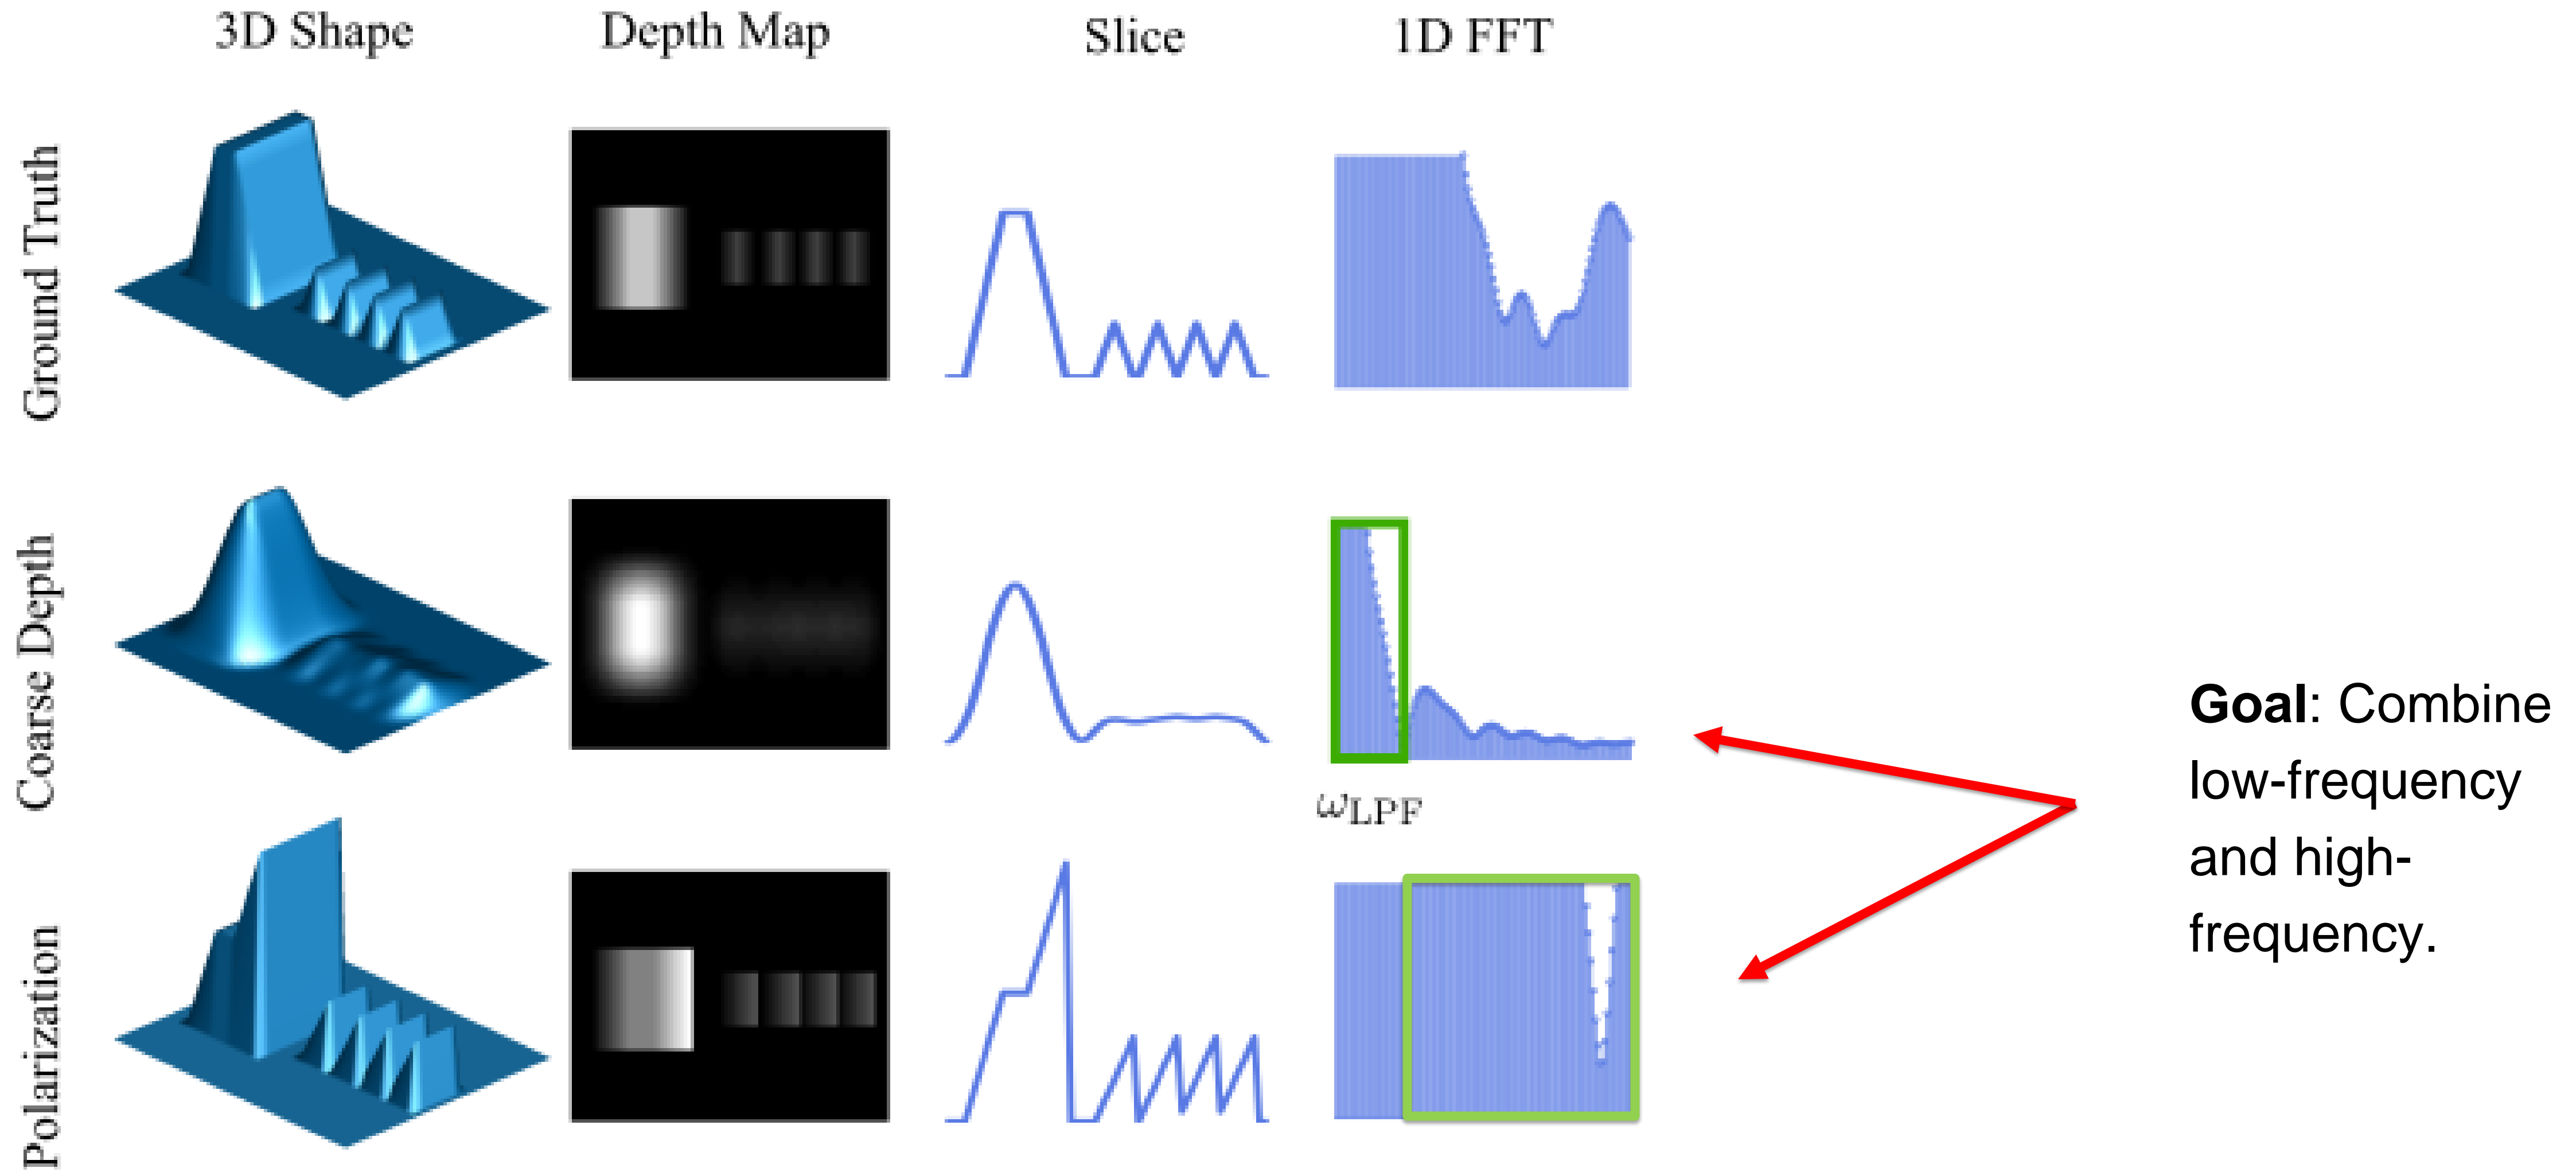 3D Shape Depth Map Slice 1D FFT
Ground Truth
Coarse Depth
ωLPF
Polarization
Goal: Combine
low-frequency
and high-
frequency.